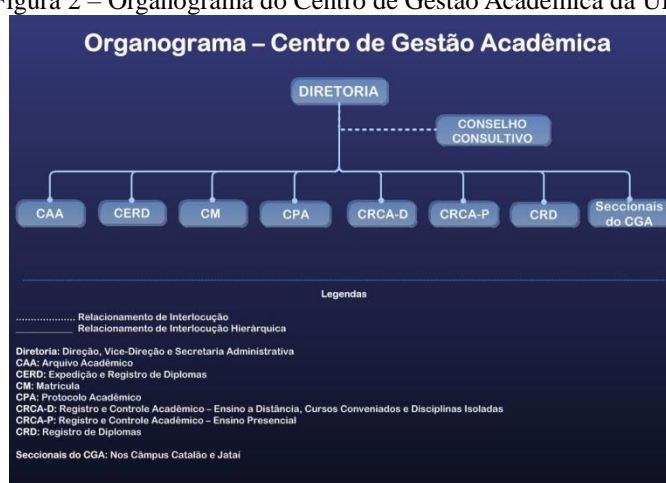 Figura 2 – Organograma do Centro de Gestão Acadêmica da
Organograma – Centro de Gestão Acadêmica
DIRETORIA
CONSELHO
CONSULTIVO
CAA
CERD
CM
CPA
CRCA-D
CRCA-P
CRD
Seccionais
do CGA
Legendas
.................... Relacionamento de Interlocução
____________ Relacionamento de Interlocução Hierárquica
Diretoria: Direção, Vice-Direção e Secretaria Administrativa
CAA: Arquivo Acadêmico
CERD: Expedição e Registro de Diplomas
CM: Matrícula
CPA: Protocolo Acadêmico
CRCA-D: Registro e Controle Acadêmico – Ensino a Distância, Cursos Conveniados e Disciplinas Isoladas
CRCA-P: Registro e Controle Acadêmico – Ensino Presencial
CRD: Registro de Diplomas
Seccionais do CGA: Nos Câmpus Catalão e Jataí